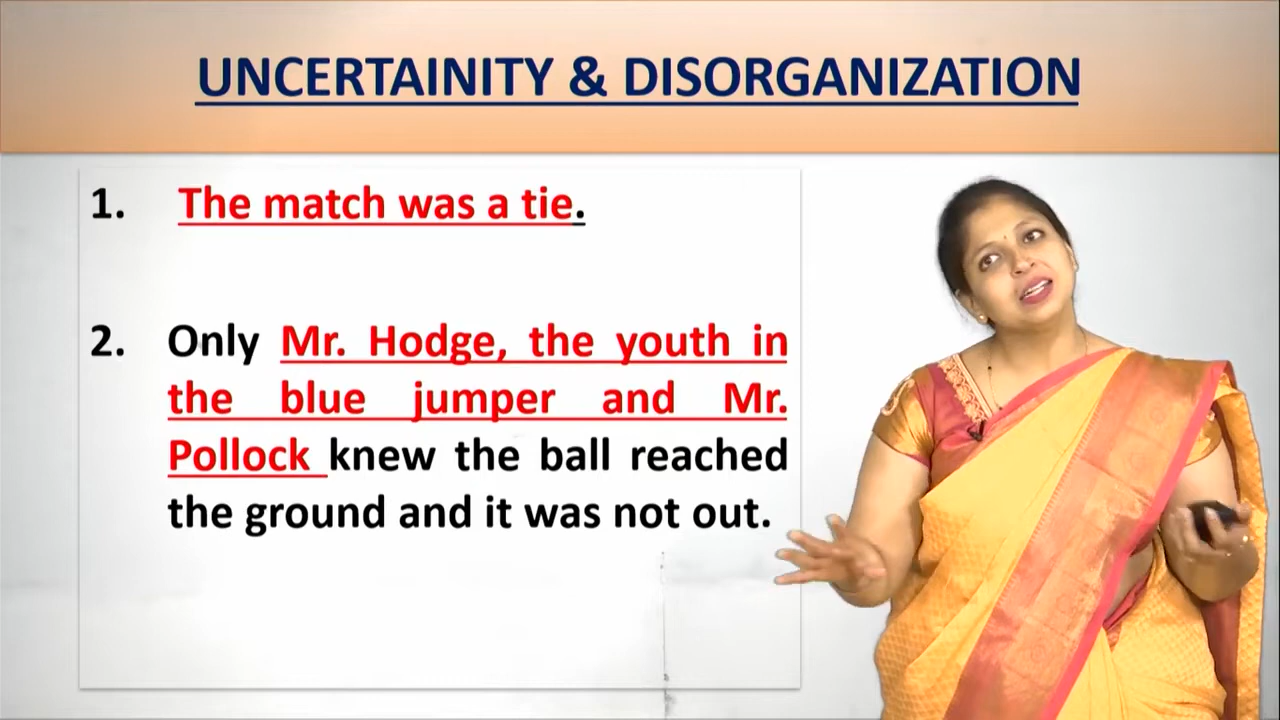 UNCERTAINITY & DISORGANIZATION
1. The match was a tie.
2. Only Mr. Hodge, the youth in
the blue jumper and Mr.
Pollock knew the ball reached
the ground and it was not out.